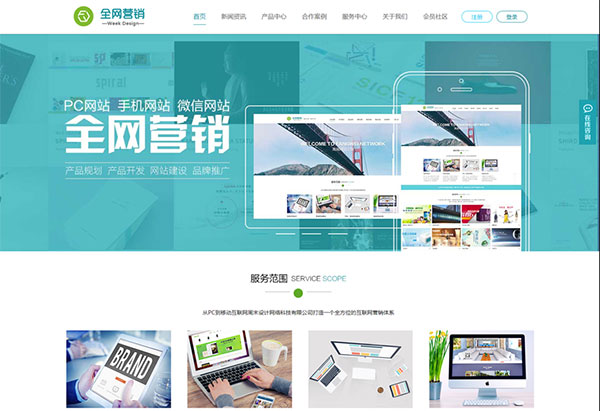 全网营销
—Week Design—
首页 新闻资讯 产品中心 合作案例 服务中心 关于我们 会员社区 注册 登录
PC网站 手机网站 微信网站
全网营销
产品规划 产品开发 网站建设 品牌推广
spiral
在线咨询
服务范围 SERVICE SCOPE
从PC到移动互联网周末设计网络科技有限公司打造一个全方位的互联网营销体系
BRAND